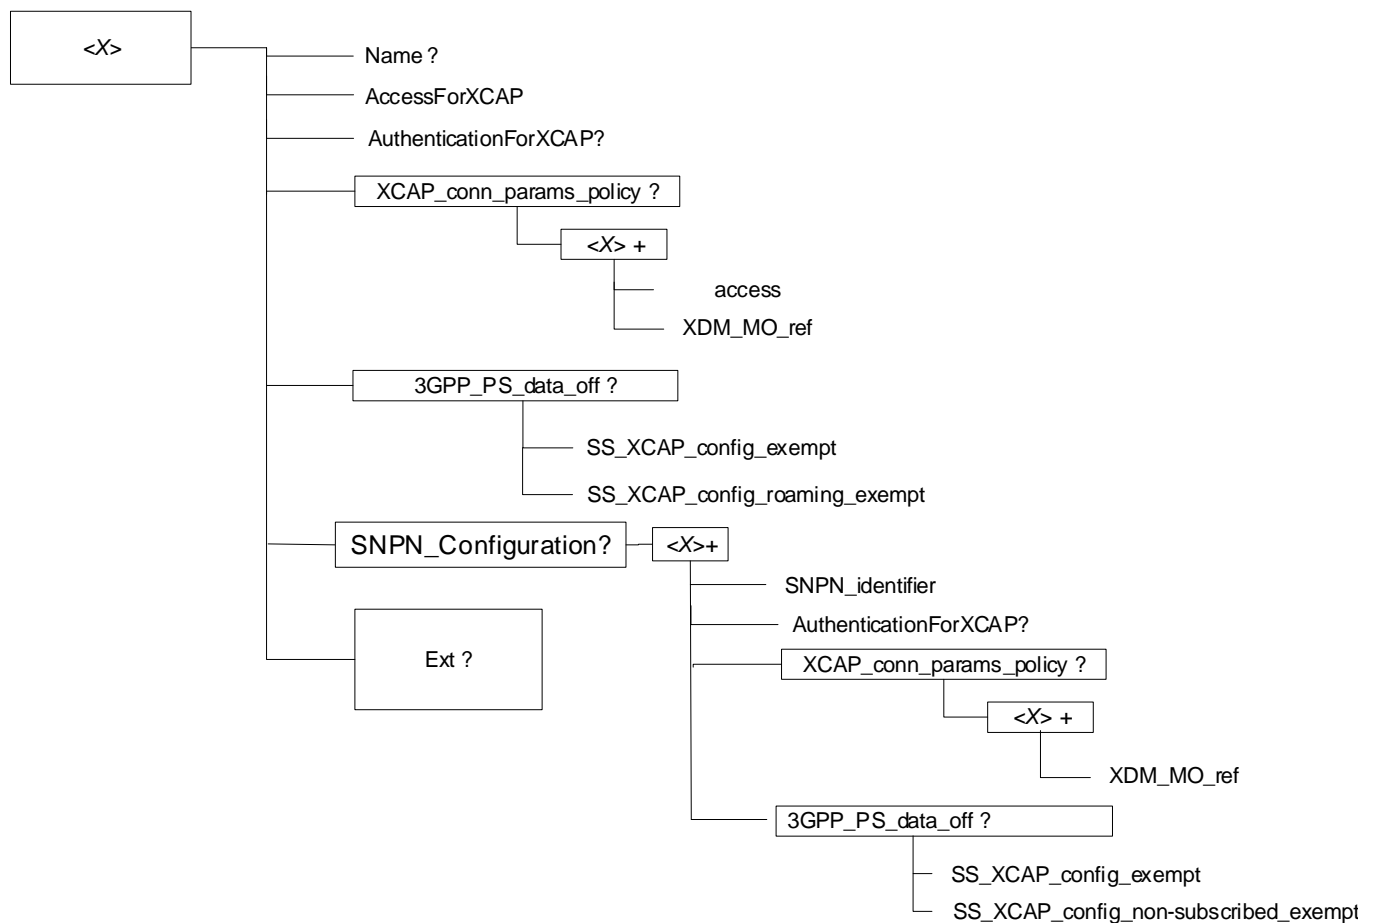 <X>
Name ?
AccessForXCAP
AuthenticationForXCAP?
XCAP_conn_params_policy ?
<X> +
access
XDM_MO_ref
3GPP_PS_data_off ?
SS_XCAP_config_exempt
SS_XCAP_config_roaming_exempt
SNPN_Configuration?
<X>+
SNPN_identifier
AuthenticationForXCAP?
XCAP_conn_params_policy ?
<X> +
XDM_MO_ref
3GPP_PS_data_off ?
SS_XCAP_config_exempt
SS_XCAP_config_non-subscribed_exempt
Ext ?